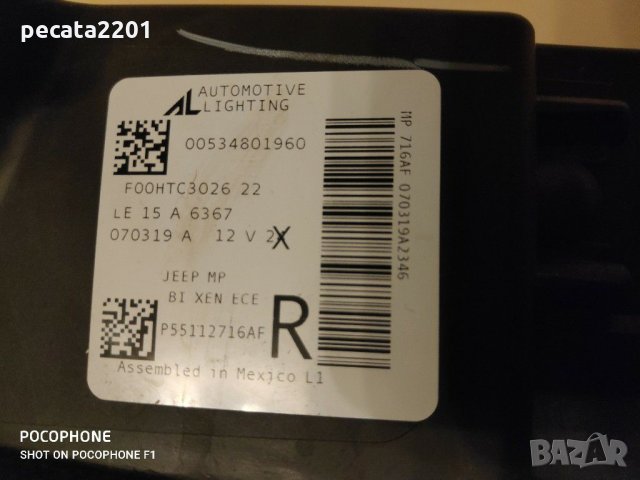 pecata2201
AL AUTOMOTIVE
LIGHTING
00534801960
F00HTC3026 22
LE 15 A 6367
070319 A 12 V 2X
JEEP MP
BI XEN ECE
P55112716AF R
Assembled in Mexico L1
MP 716AF 070319A2346
POCOPHONE
SHOT ON POCOPHONE F1
BAZAR